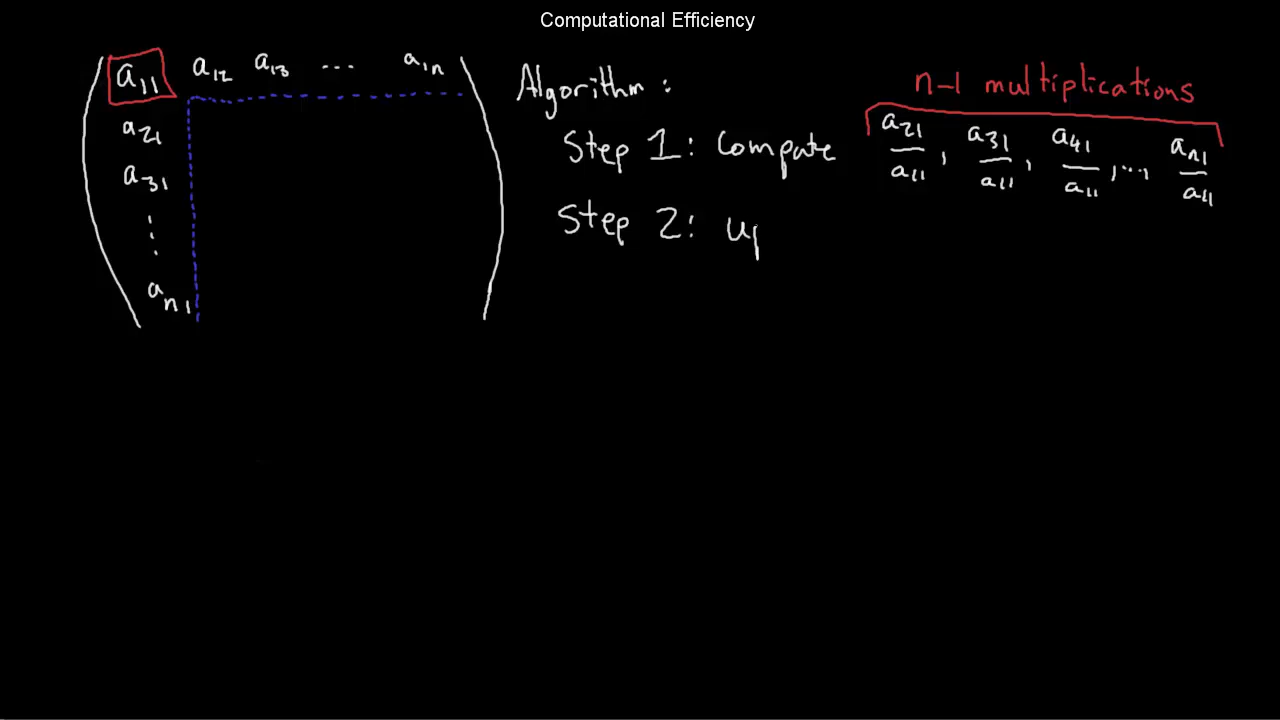 Computational Efficiency
a11 a12 a13 ... a1n
a21
a31
⋮
an1
Algorithm:
n-1 multiplications
Step 1: Compute a21/a11, a31/a11, a41/a11, ..., an1/a11
Step 2: up